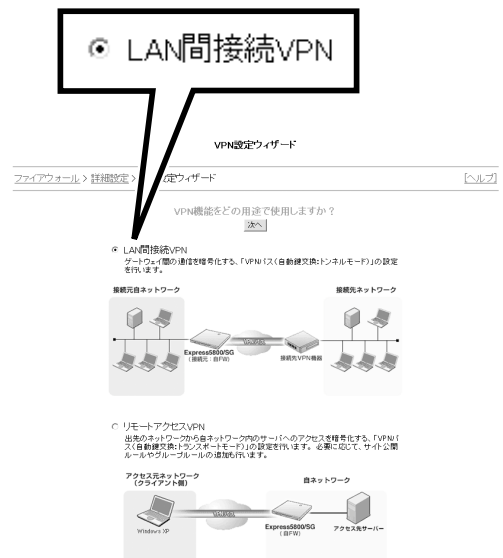 LAN間接続VPN
VPN設定ウィザード
ファイアウォール > 詳細設定 > 定ウィザード
[ヘルプ]
VPN機能をどの用途で使用しますか？
次へ
LAN間接続VPN
ゲートウェイ間の通信を暗号化する、「VPNパス（自動鍵交換:トンネルモード）」の設定
を行います。
接続元自ネットワーク
接続先ネットワーク
Express5800/SG
（接続元：自FW）
接続先VPN機器
リモートアクセスVPN
出先のネットワークから自ネットワーク内のサーバへのアクセスを暗号化する、「VPNパ
ス（自動鍵交換:トランスポートモード）」の設定を行います。 必要に応じて、サイト公開
ルールやグループルールの追加も行います。
アクセス元ネットワーク
（クライアント側）
自ネットワーク
Windows XP
Express5800/SG
（自FW）
アクセス先サーバー